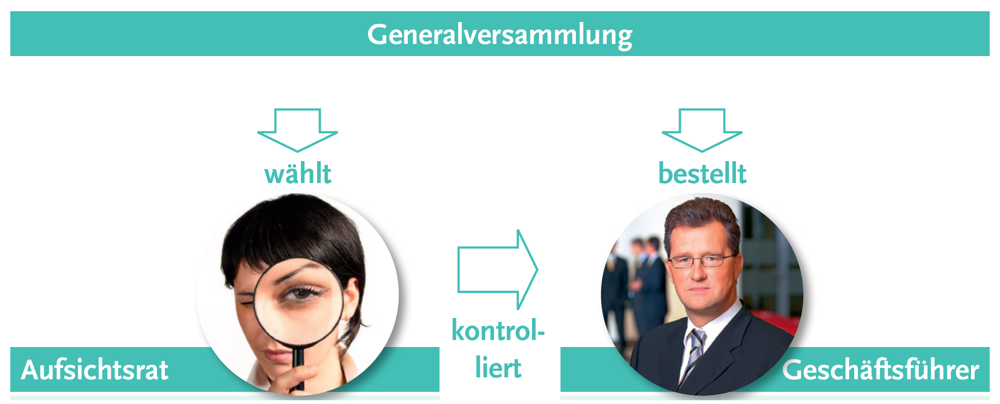 Generalversammlung
wählt
bestellt
kontrol-
liert
Aufsichtsrat
Geschäftsführer